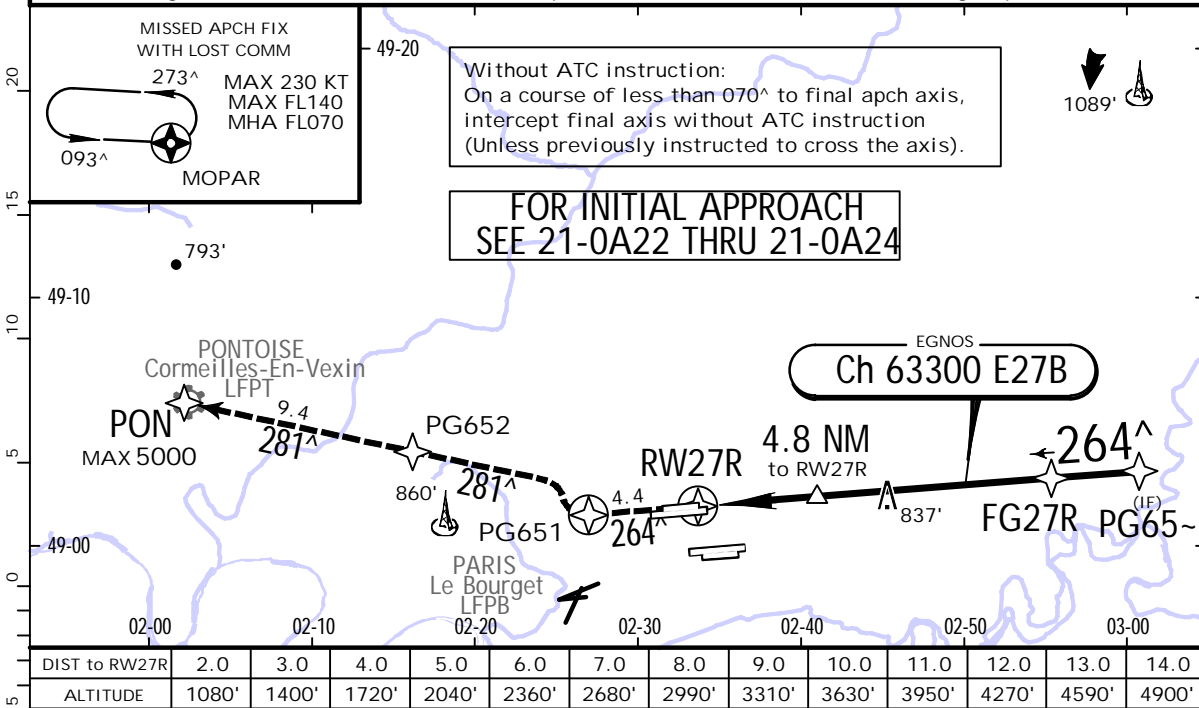 MISSED APCH FIX
WITH LOST COMM
273^
MAX 230 KT
MAX FL140
MHA FL070
093^
MOPAR
49-20
Without ATC instruction:
On a course of less than 070^ to final apch axis,
intercept final axis without ATC instruction
(Unless previously instructed to cross the axis).
1089'
FOR INITIAL APPROACH
SEE 21-0A22 THRU 21-0A24
20
15
10
5
0
5
793'
49-10
PONTOISE
Cormeilles-En-Vexin
LFPT
PON
MAX 5000
9.4
281^
PG652
281^
860'
PG651
4.4
264^
RW27R
4.8 NM
to RW27R
EGNOS
Ch 63300 E27B
264^
837'
FG27R
(IF)
PG65~
49-00
PARIS
Le Bourget
LFPB
02-00 02-10 02-20 02-30 02-40 02-50 03-00
DIST to RW27R 2.0 3.0 4.0 5.0 6.0 7.0 8.0 9.0 10.0 11.0 12.0 13.0 14.0
ALTITUDE 1080' 1400' 1720' 2040' 2360' 2680' 2990' 3310' 3630' 3950' 4270' 4590' 4900'